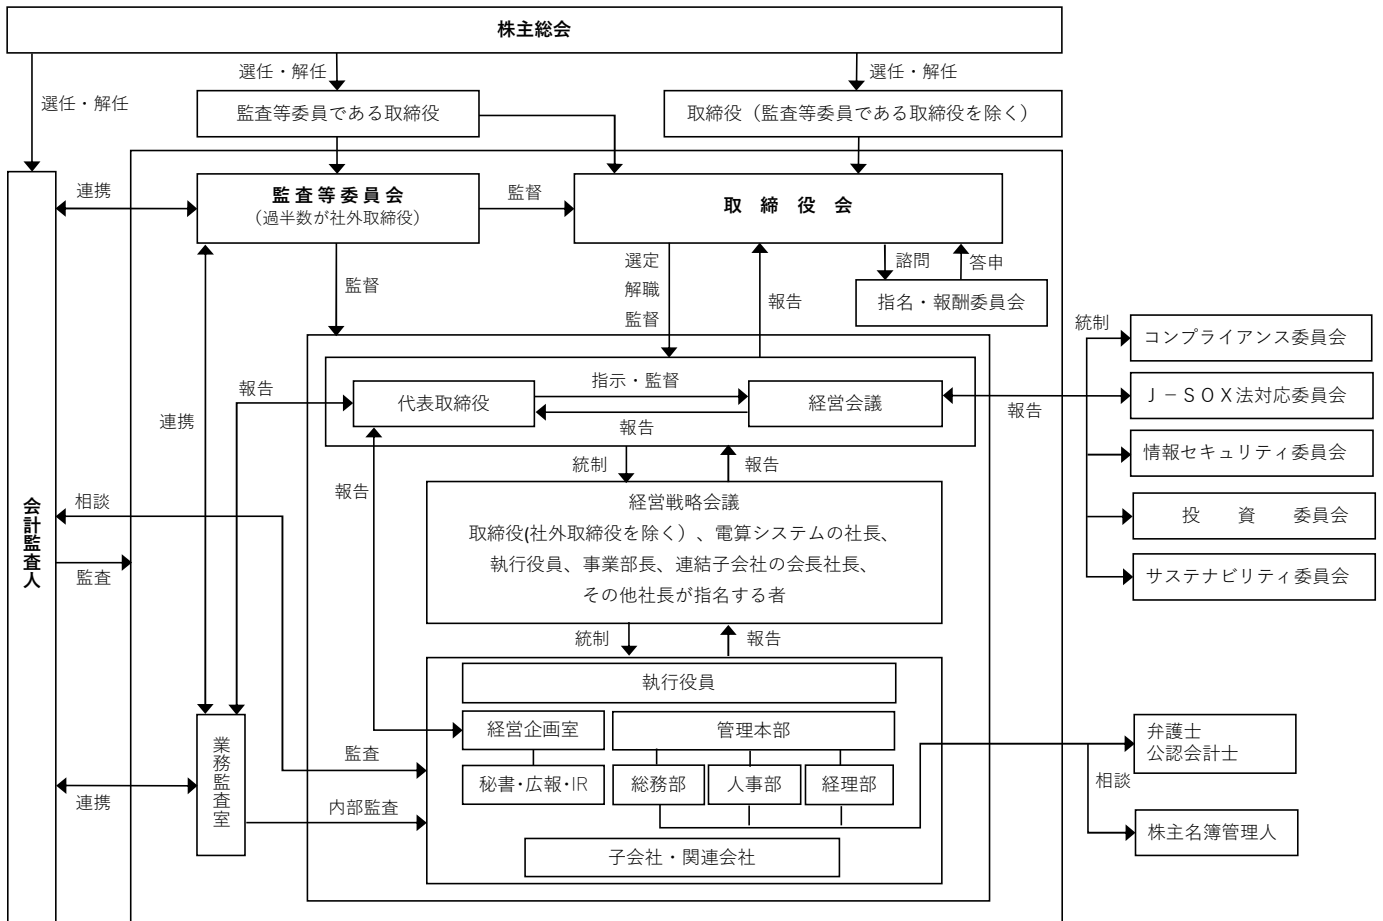 株主総会
選任・解任
選任・解任
選任・解任
監査等委員である取締役
取締役（監査等委員である取締役を除く）
連携
監査等委員会
（過半数が社外取締役）
監督
取締役会
監督
選定
解職
監督
報告
諮問
答申
指名・報酬委員会
統制
コンプライアンス委員会
報告
連携
代表取締役
指示・監督
報告
経営会議
報告
Ｊ－ＳＯＸ法対応委員会
情報セキュリティ委員会
投資委員会
サステナビリティ委員会
統制
報告
報告
会計監査人
相談
監査
経営戦略会議
取締役(社外取締役を除く）、電算システムの社長、
執行役員、事業部長、連結子会社の会長社長、
その他社長が指名する者
統制
報告
執行役員
経営企画室
管理本部
秘書・広報・IR
総務部
人事部
経理部
子会社・関連会社
業務監査室
監査
内部監査
連携
弁護士
公認会計士
相談
株主名簿管理人